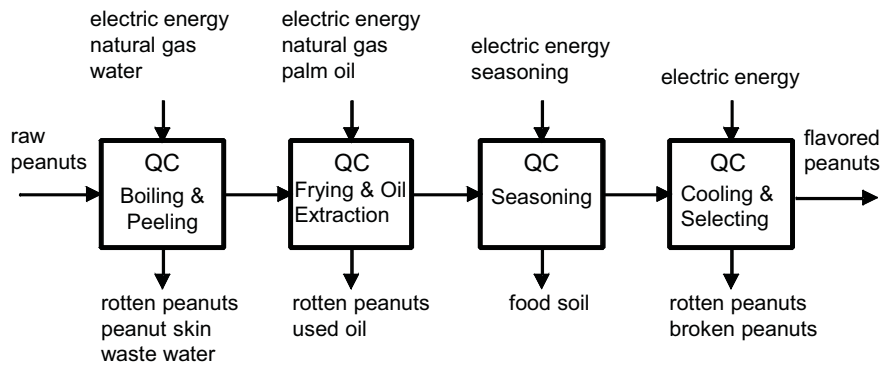 electric energy
natural gas
water
electric energy
natural gas
palm oil
electric energy
seasoning
electric energy
raw
peanuts
QC
Boiling &
Peeling
QC
Frying & Oil
Extraction
QC
Seasoning
QC
Cooling &
Selecting
flavored
peanuts
rotten peanuts
peanut skin
waste water
rotten peanuts
used oil
food soil
rotten peanuts
broken peanuts